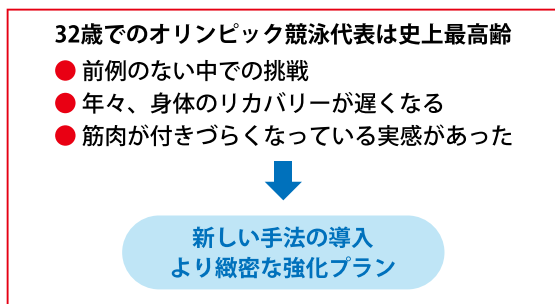 32歳でのオリンピック競泳代表は史上最高齢
● 前例のない中での挑戦
● 年々、身体のリカバリーが遅くなる
● 筋肉が付きづらくなっている実感があった
新しい手法の導入
より緻密な強化プラン